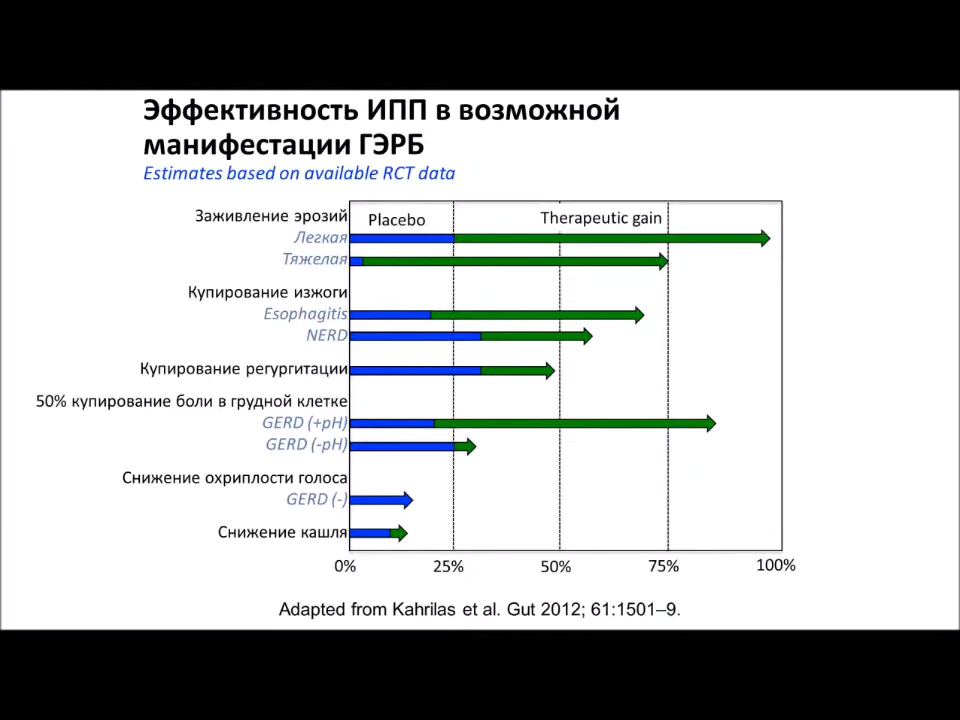 Эффективность ИПП в возможной
манифестации ГЭРБ
Estimates based on available RCT data
Placebo
Therapeutic gain
Заживление эрозий
Легкая
Тяжелая
Купирование изжоги
Esophagitis
NERD
Купирование регургитации
50% купирование боли в грудной клетке
GERD (+pH)
GERD (-pH)
Снижение охриплости голоса
GERD (-)
Снижение кашля
0% 25% 50% 75% 100%
Adapted from Kahrilas et al. Gut 2012; 61:1501–9.